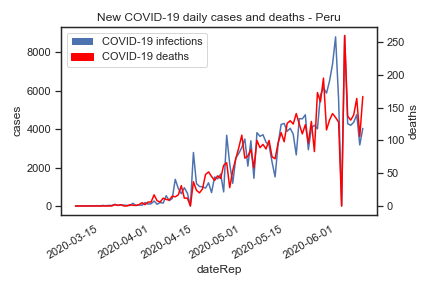 New COVID-19 daily cases and deaths - Peru
COVID-19 infections
COVID-19 deaths
cases
8000
6000
4000
2000
0
250
200
150
100
50
0
deaths
2020-03-15
2020-04-01
2020-04-15
2020-05-01
2020-05-15
2020-06-01
dateRep